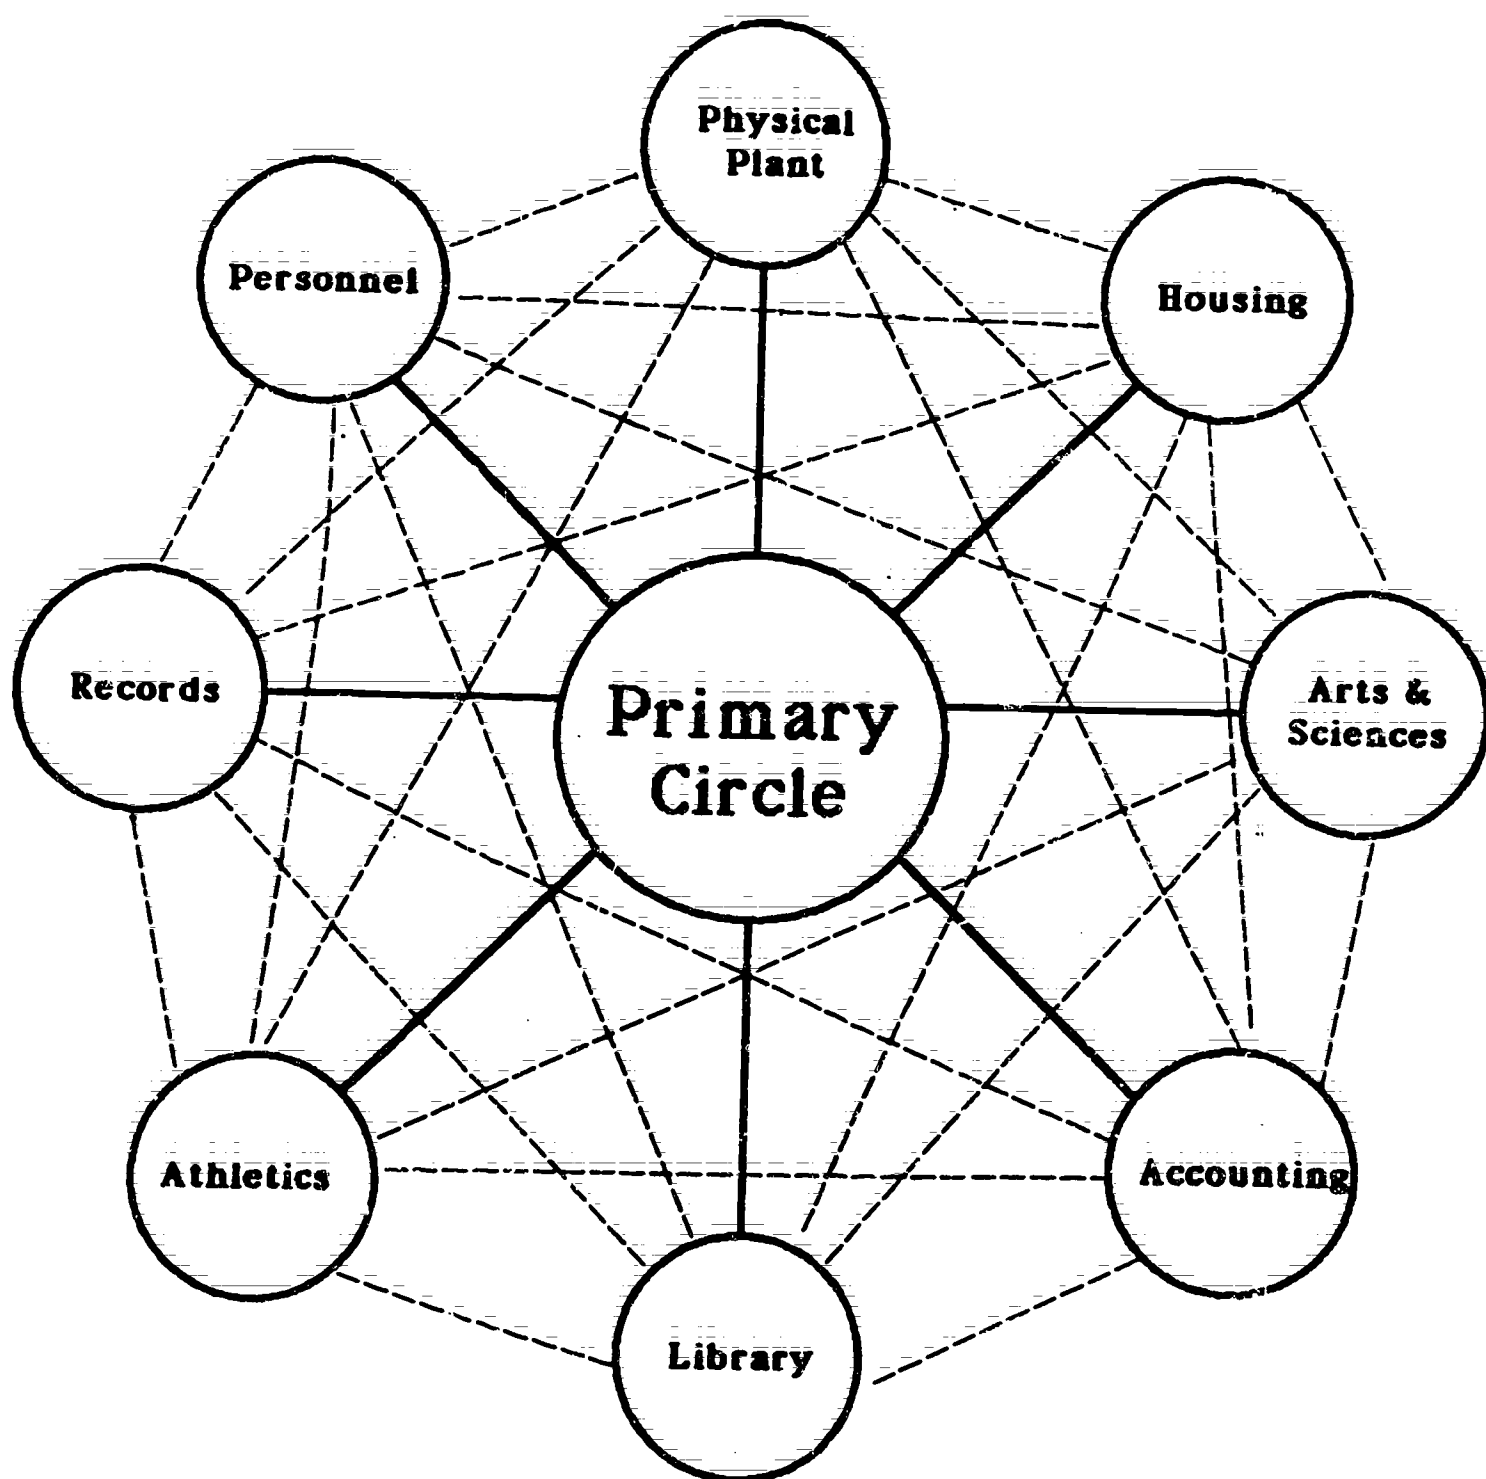 Physical
Plant
Personnel
Housing
Records
Primary
Circle
Arts &
Sciences
Athletics
Accounting
Library